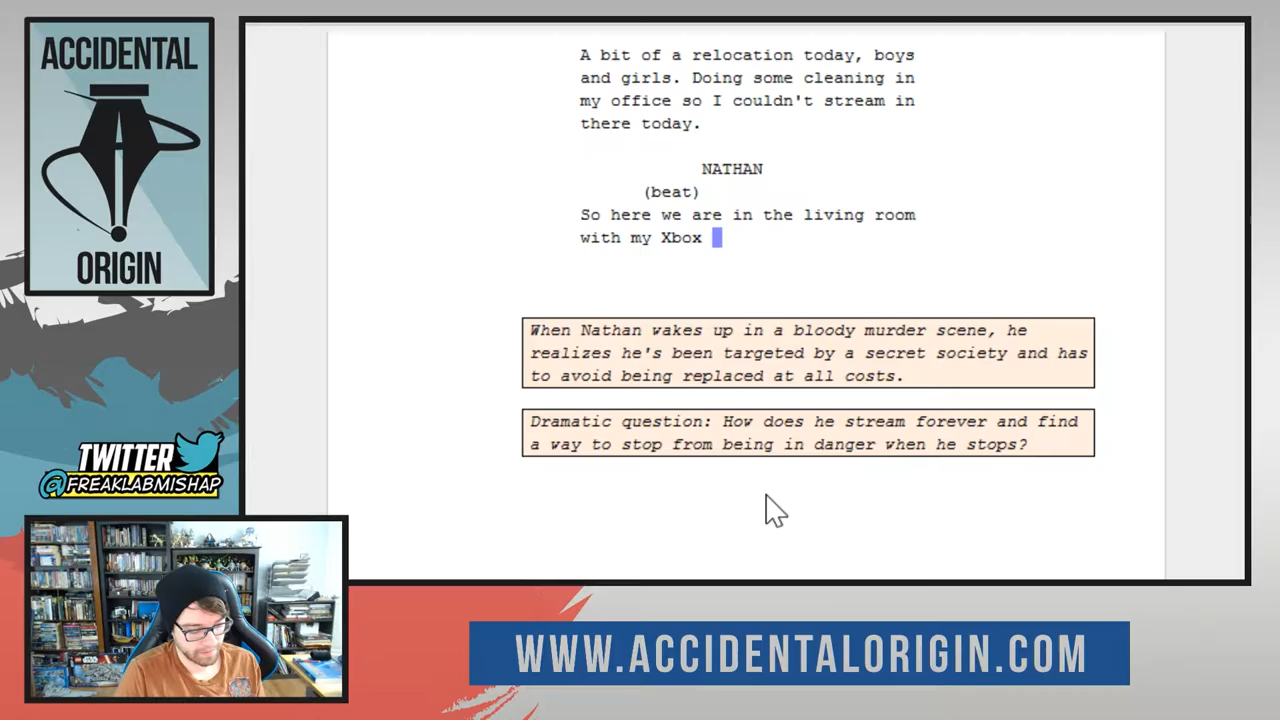 ACCIDENTAL
ORIGIN
A bit of a relocation today, boys
and girls. Doing some cleaning in
my office so I couldn't stream in
there today.
NATHAN
(beat)
So here we are in the living room
with my Xbox
When Nathan wakes up in a bloody murder scene, he
realizes he's been targeted by a secret society and has
to avoid being replaced at all costs.
Dramatic question: How does he stream forever and find
a way to stop from being in danger when he stops?
TWITTER
@FREAKLABMISHAP
WWW.ACCIDENTALORIGIN.COM